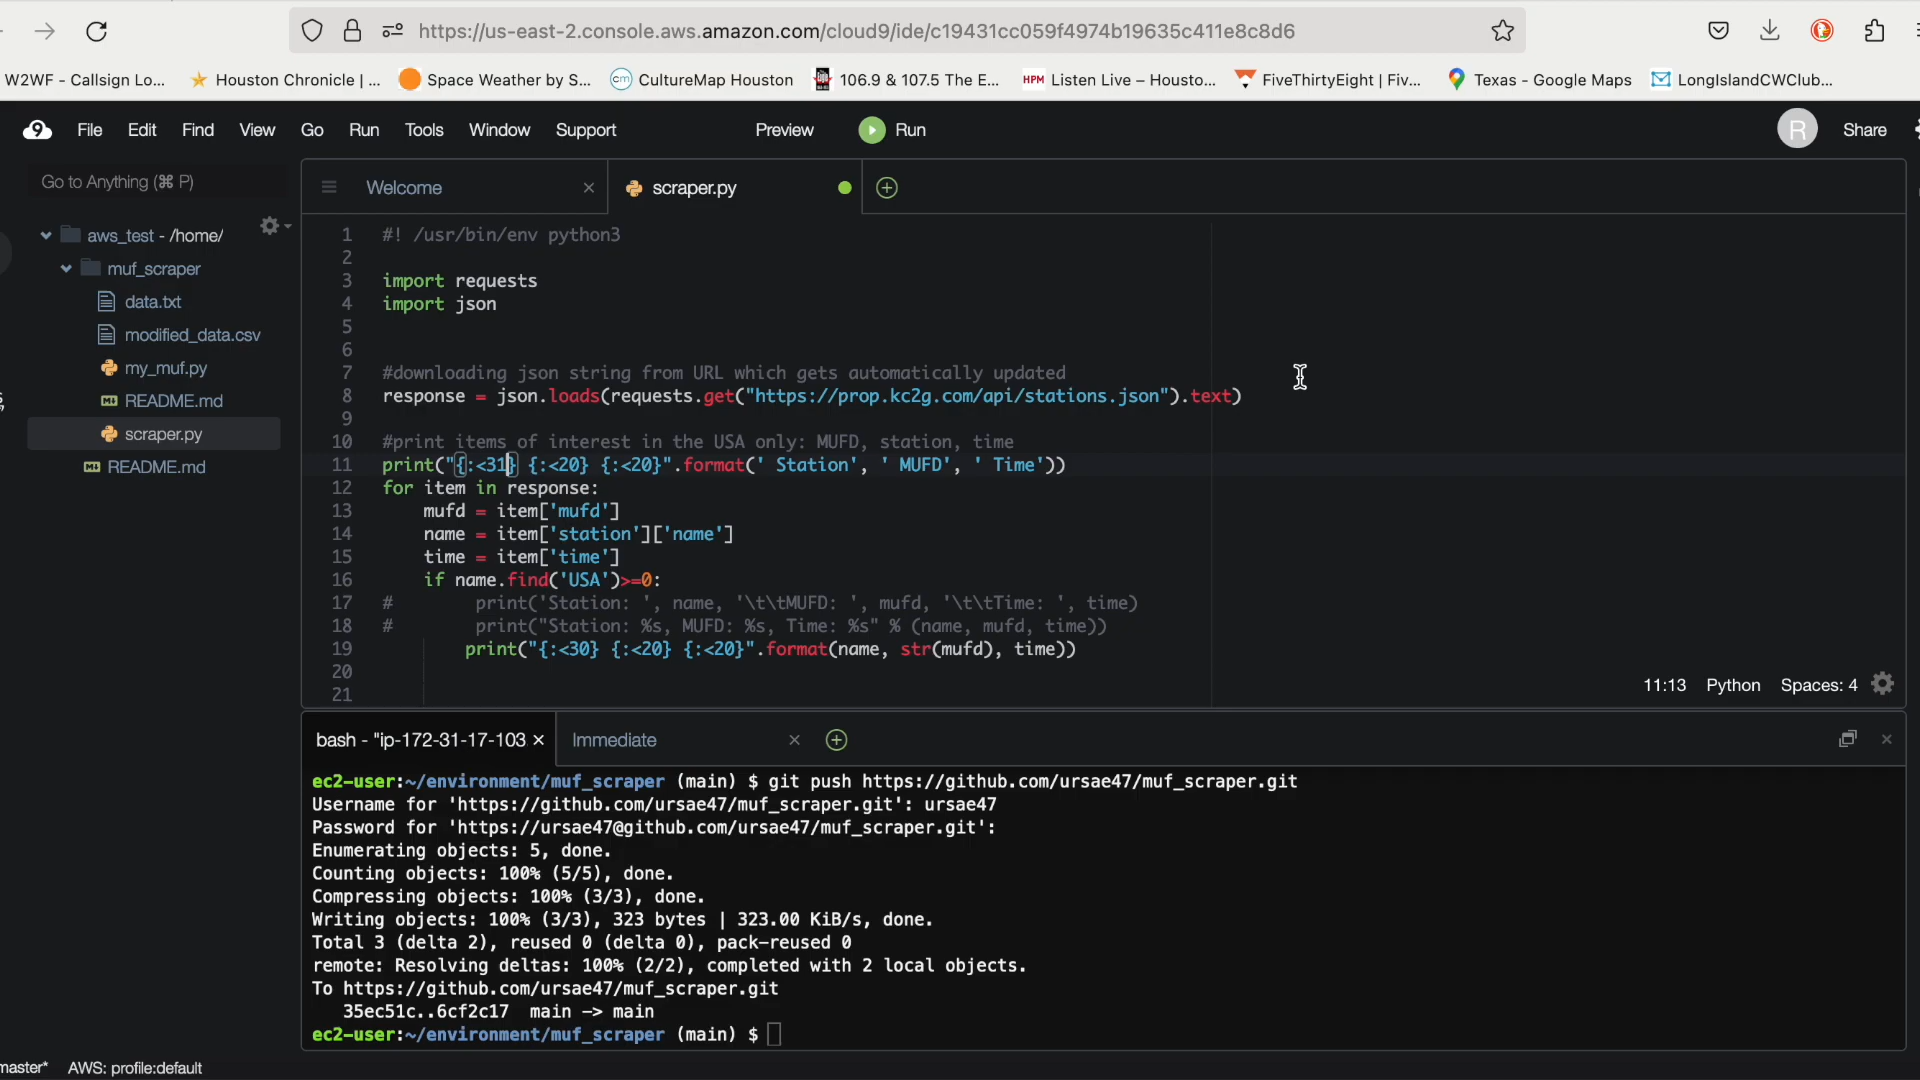 https://us-east-2.console.aws.amazon.com/cloud9/ide/c19431cc059f4974b19635c411e8c8d6
W2WF - Callsign Lo... Houston Chronicle | ... Space Weather by S... cm CultureMap Houston 106.9 & 107.5 The E... HPM Listen Live – Housto... FiveThirtyEight | Fiv... Texas - Google Maps LongIslandCWClub...
9 File Edit Find View Go Run Tools Window Support Preview Run R Share
Go to Anything (⌘ P)
aws_test - /home/
muf_scraper
data.txt
modified_data.csv
my_muf.py
README.md
scraper.py
README.md
Welcome scraper.py
1 #! /usr/bin/env python3
2
3 import requests
4 import json
5
6
7 #downloading json string from URL which gets automatically updated
8 response = json.loads(requests.get("https://prop.kc2g.com/api/stations.json").text)
9
10 #print items of interest in the USA only: MUFD, station, time
11 print("{:<31} {:<20} {:<20}".format(' Station', ' MUFD', ' Time'))
12 for item in response:
13     mufd = item['mufd']
14     name = item['station']['name']
15     time = item['time']
16     if name.find('USA')>=0:
17 #        print('Station: ', name, '\t\tMUFD: ', mufd, '\t\tTime: ', time)
18 #        print("Station: %s, MUFD: %s, Time: %s" % (name, mufd, time))
19         print("{:<30} {:<20} {:<20}".format(name, str(mufd), time))
20
21
11:13 Python Spaces: 4
bash - "ip-172-31-17-103 Immediate
ec2-user:~/environment/muf_scraper (main) $ git push https://github.com/ursae47/muf_scraper.git
Username for 'https://github.com/ursae47/muf_scraper.git': ursae47
Password for 'https://ursae47@github.com/ursae47/muf_scraper.git':
Enumerating objects: 5, done.
Counting objects: 100% (5/5), done.
Compressing objects: 100% (3/3), done.
Writing objects: 100% (3/3), 323 bytes | 323.00 KiB/s, done.
Total 3 (delta 2), reused 0 (delta 0), pack-reused 0
remote: Resolving deltas: 100% (2/2), completed with 2 local objects.
To https://github.com/ursae47/muf_scraper.git
   35ec51c..6cf2c17  main -> main
ec2-user:~/environment/muf_scraper (main) $
master* AWS: profile:default